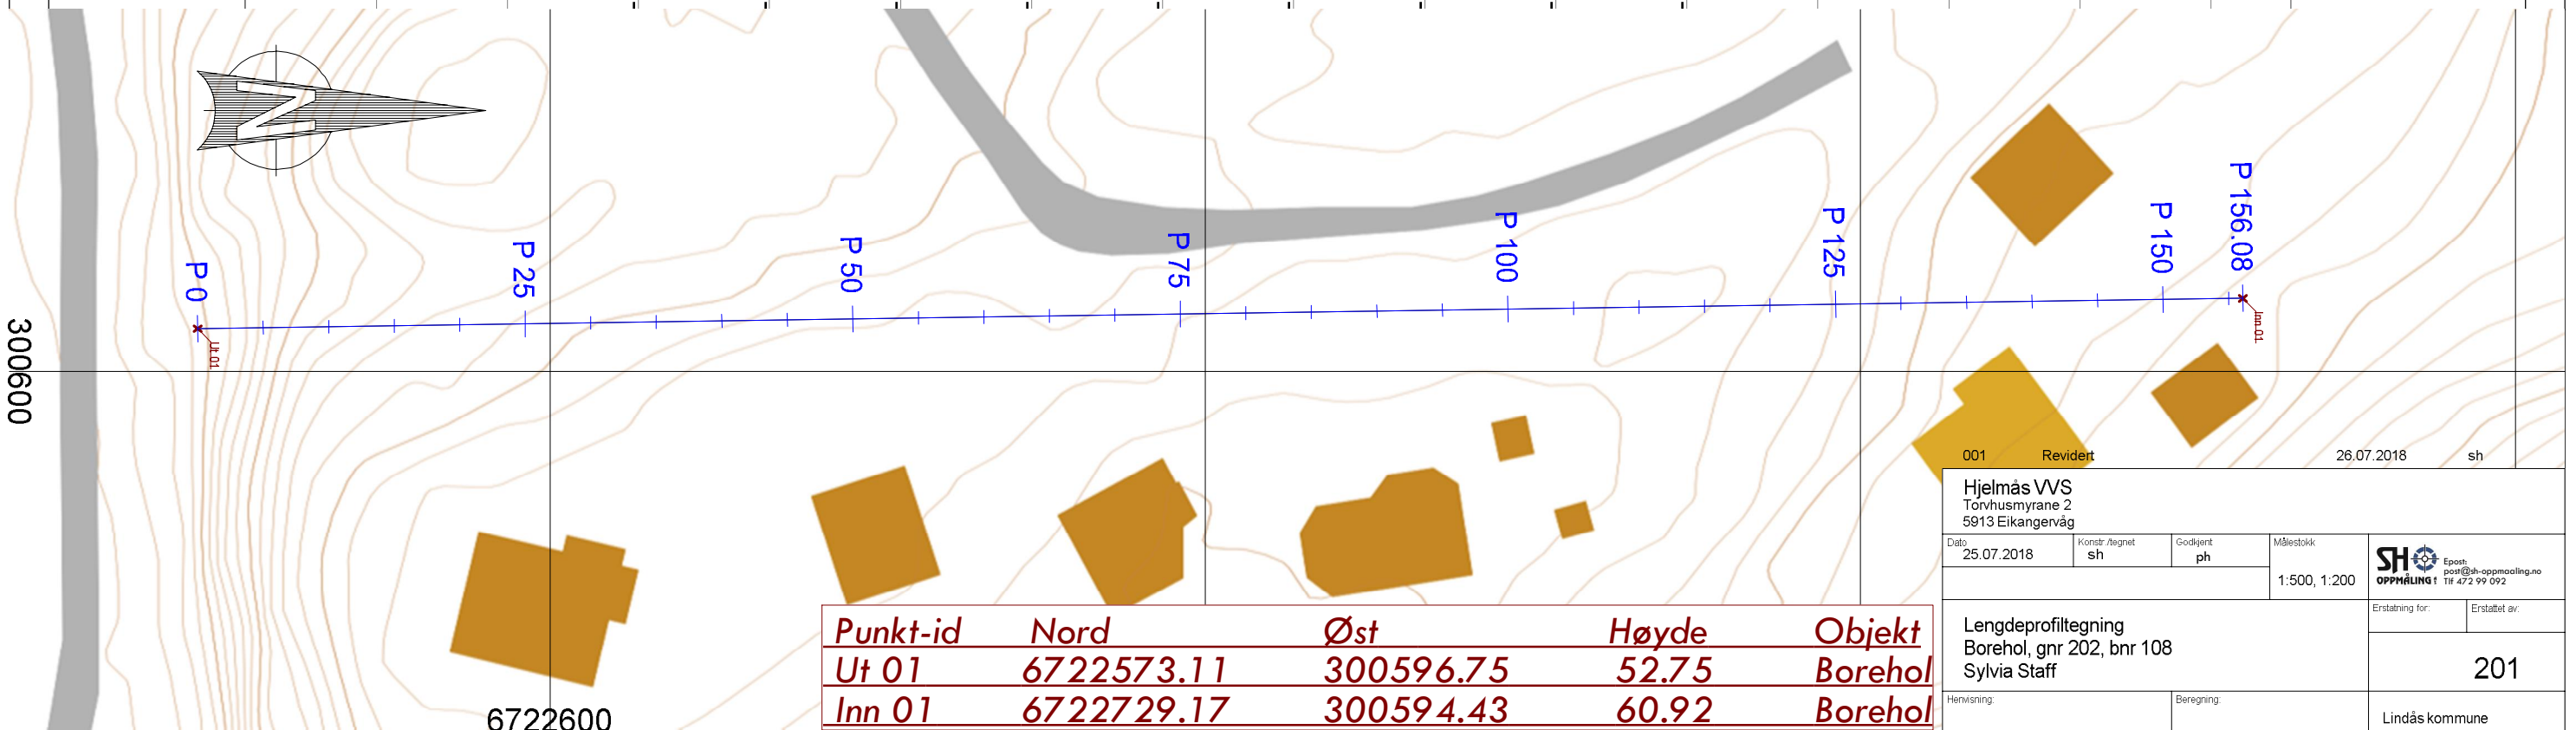 N
P 0
P 25
P 50
P 75
P 100
P 125
P 150
P 156.08
Ut 01
Inn 01
300600
6722600
Punkt-id Nord Øst Høyde Objekt
Ut 01 6722573.11 300596.75 52.75 Borehol
Inn 01 6722729.17 300594.43 60.92 Borehol
001 Revidert 26.07.2018 sh
Hjelmås VVS
Torvhusmyrane 2
5913 Eikangervåg
Dato Konstr./tegnet Godkjent Målestokk
25.07.2018 sh ph
1:500, 1:200
SH
OPPMÅLING
Epost:
post@sh-oppmaaling.no
Tlf 472 99 092
Erstatning for: Erstattet av:
Lengdeprofiltegning
Borehol, gnr 202, bnr 108
Sylvia Staff
201
Henvisning: Beregning:
Lindås kommune